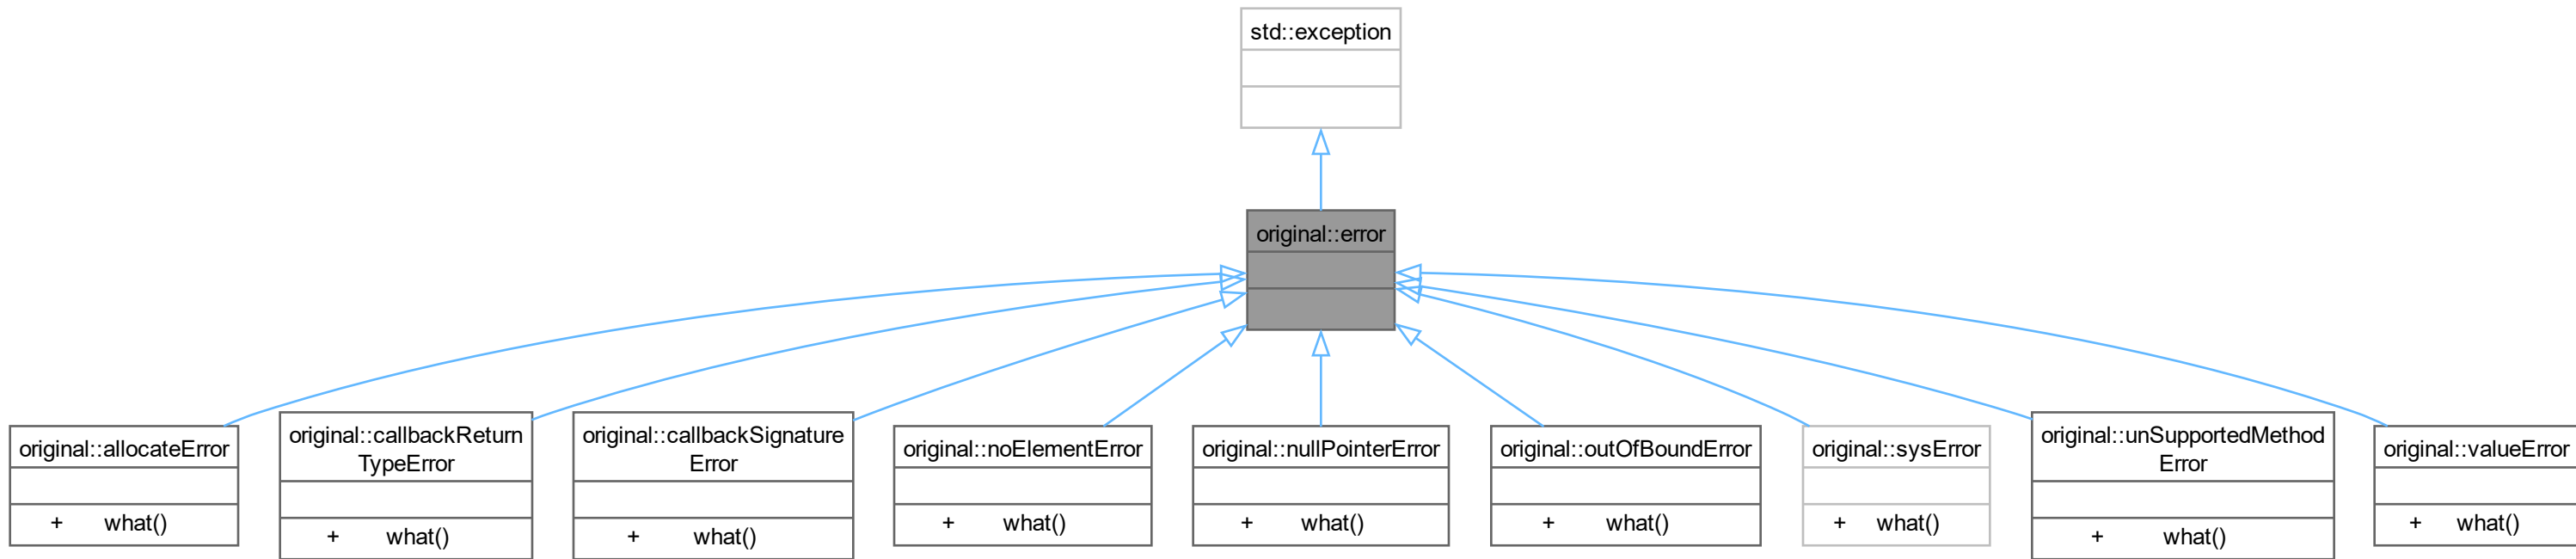 std::exception
original::error
original::allocateError
+ what()
original::callbackReturn
TypeError
+ what()
original::callbackSignature
Error
+ what()
original::noElementError
+ what()
original::nullPointerError
+ what()
original::outOfBoundError
+ what()
original::sysError
+ what()
original::unSupportedMethod
Error
+ what()
original::valueError
+ what()